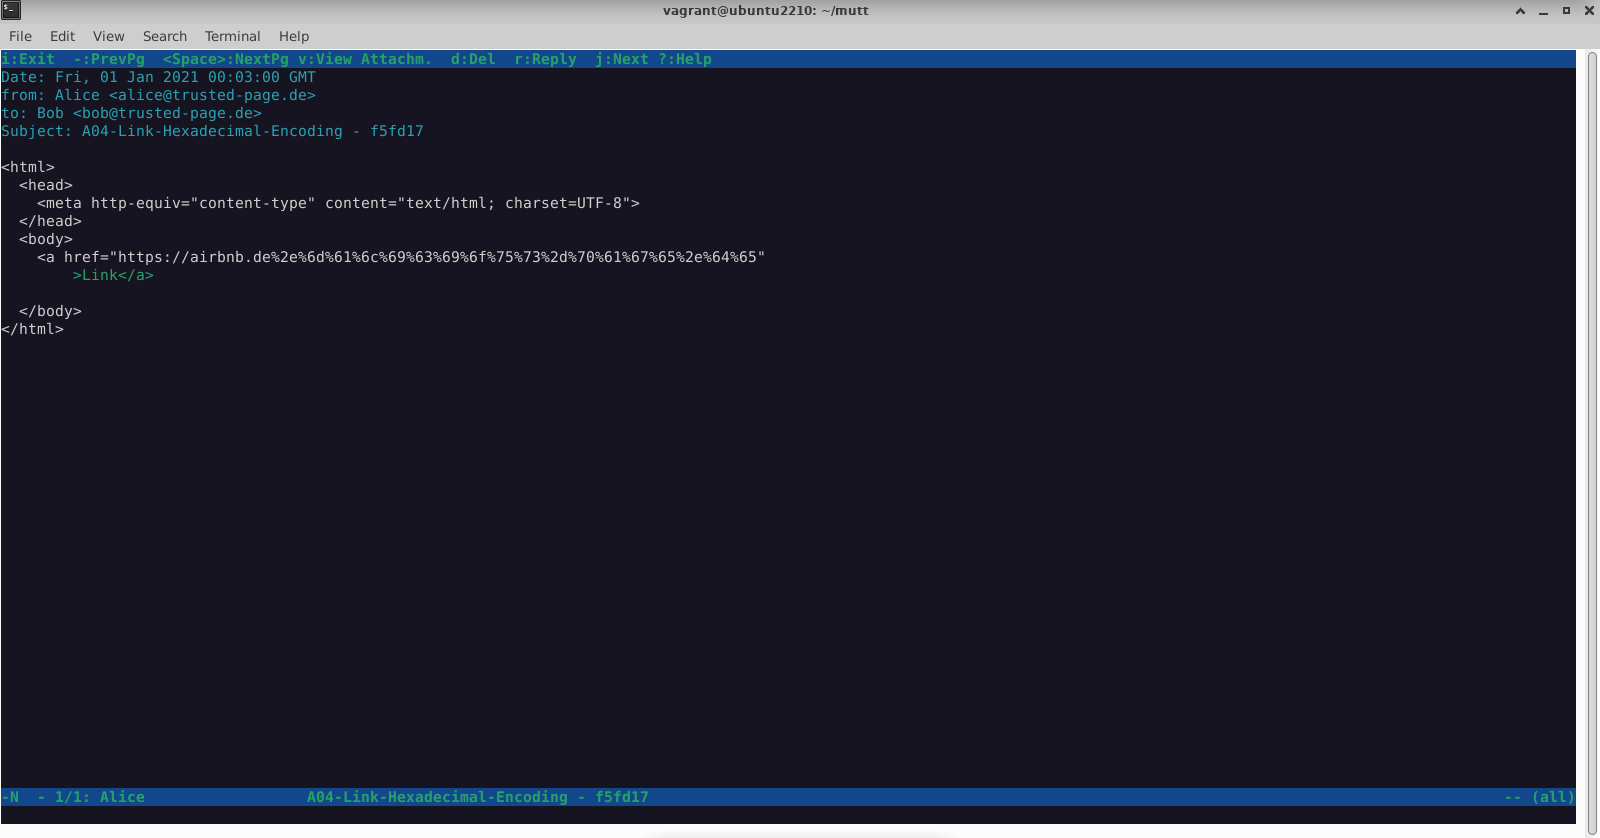 vagrant@ubuntu2210: ~/mutt
File Edit View Search Terminal Help
i:Exit  -:PrevPg  <Space>:NextPg v:View Attachm.  d:Del  r:Reply  j:Next ?:Help
Date: Fri, 01 Jan 2021 00:03:00 GMT
from: Alice <alice@trusted-page.de>
to: Bob <bob@trusted-page.de>
Subject: A04-Link-Hexadecimal-Encoding - f5fd17
<html>
  <head>
    <meta http-equiv="content-type" content="text/html; charset=UTF-8">
  </head>
  <body>
    <a href="https://airbnb.de%2e%6d%61%6c%69%63%69%6f%75%73%2d%70%61%67%65%2e%64%65"
        >Link</a>
  </body>
</html>
-N  - 1/1: Alice                  A04-Link-Hexadecimal-Encoding - f5fd17                  -- (all)